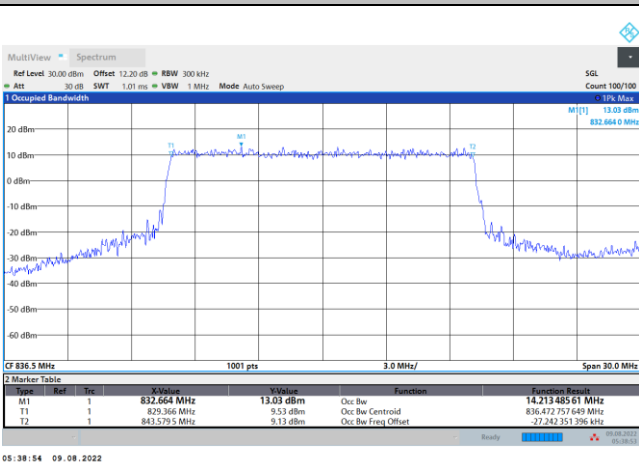 MultiView Spectrum
Ref Level 30.00 dBm Offset 12.20 dB RBW 300 kHz SGL
Att 30 dB SWT 1.01 ms VBW 1 MHz Mode Auto Sweep Count 100/100
1 Occupied Bandwidth 1Pk Max
M1[1] 13.03 dBm
832.664 0 MHz
20 dBm
M1
T1 T2
10 dBm
0 dBm
-10 dBm
-20 dBm
-30 dBm
-40 dBm
-50 dBm
-60 dBm
CF 836.5 MHz 1001 pts 3.0 MHz/ Span 30.0 MHz
2 Marker Table
Type Ref Trc X-Value Y-Value Function Function Result
M1 1 832.664 MHz 13.03 dBm Occ Bw 14.213 485 61 MHz
T1 1 829.366 MHz 9.53 dBm Occ Bw Centroid 836.472 757 649 MHz
T2 1 843.579 5 MHz 9.13 dBm Occ Bw Freq Offset -27.242 351 396 kHz
Ready 09.08.2022
05:38:53
05:38:54 09.08.2022